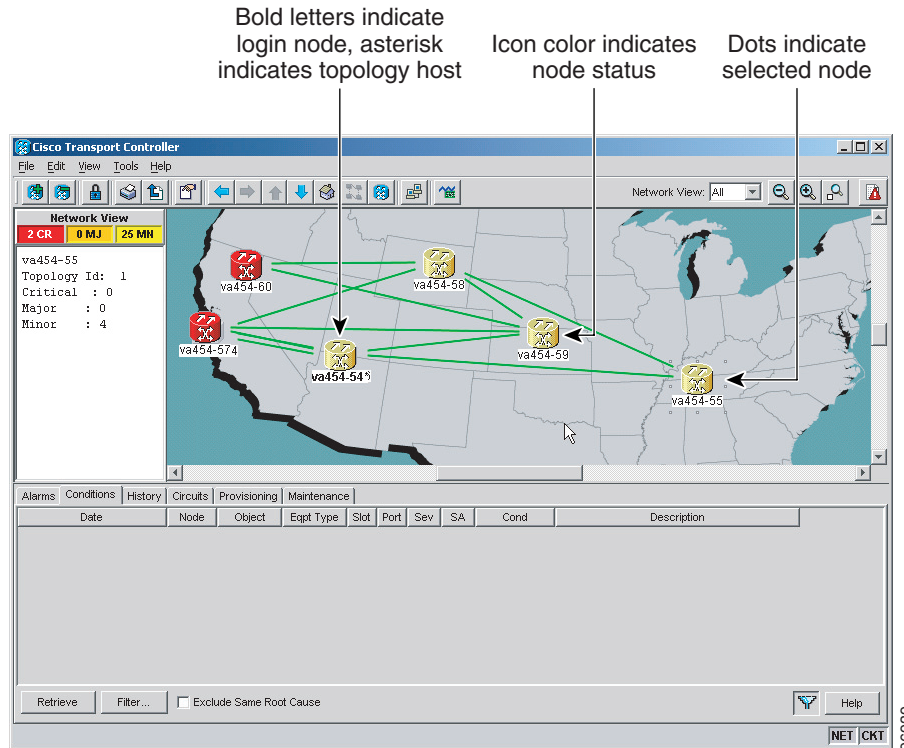 Bold letters indicate
login node, asterisk
indicates topology host
Icon color indicates
node status
Dots indicate
selected node
Cisco Transport Controller
File Edit View Tools Help
Network View: All
Network View
2 CR 0 MJ 25 MN
va454-55
Topology Id: 1
Critical : 0
Major : 0
Minor : 4
va454-60
va454-58
va454-574
va454-59
va454-54*
va454-55
Alarms Conditions History Circuits Provisioning Maintenance
Date Node Object Eqpt Type Slot Port Sev SA Cond Description
Retrieve Filter... Exclude Same Root Cause Help
NET CKT